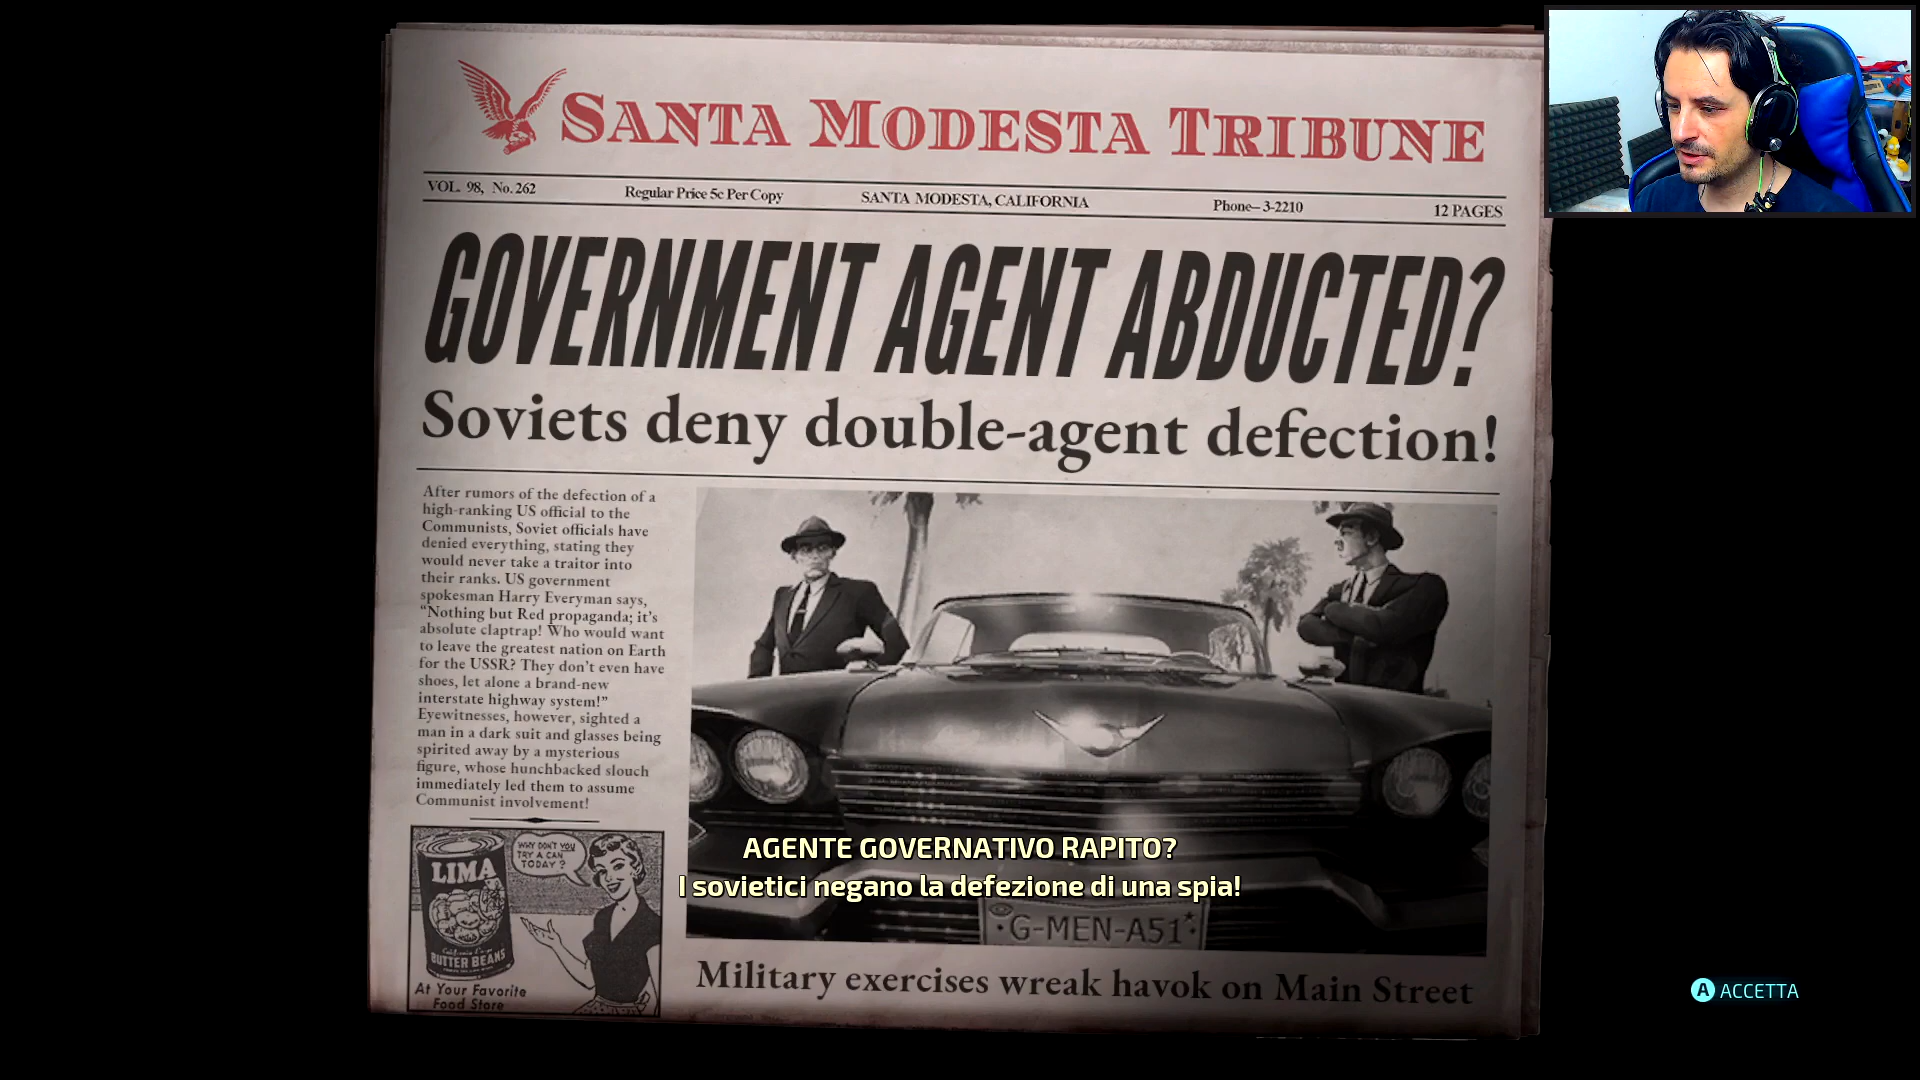 SANTA MODESTA TRIBUNE
VOL. 98, No. 262
Regular Price 5c Per Copy
SANTA MODESTA, CALIFORNIA
Phone– 3-2210
12 PAGES
GOVERNMENT AGENT ABDUCTED?
Soviets deny double-agent defection!
After rumors of the defection of a
high-ranking US official to the
Communists, Soviet officials have
denied everything, stating they
would never take a traitor into
their ranks. US government
spokesman Harry Everyman says,
“Nothing but Red propaganda; it’s
absolute claptrap! Who would want
to leave the greatest nation on Earth
for the USSR? They don’t even have
shoes, let alone a brand-new
interstate highway system!”
Eyewitnesses, however, sighted a
man in a dark suit and glasses being
spirited away by a mysterious
figure, whose hunchbacked slouch
immediately led them to assume
Communist involvement!
LIMA
BUTTER BEANS
WHY DON'T YOU
TRY A CAN
TODAY?
At Your Favorite
Food Store
AGENTE GOVERNATIVO RAPITO?
I sovietici negano la defezione di una spia!
G-MEN-A51
Military exercises wreak havok on Main Street
A ACCETTA